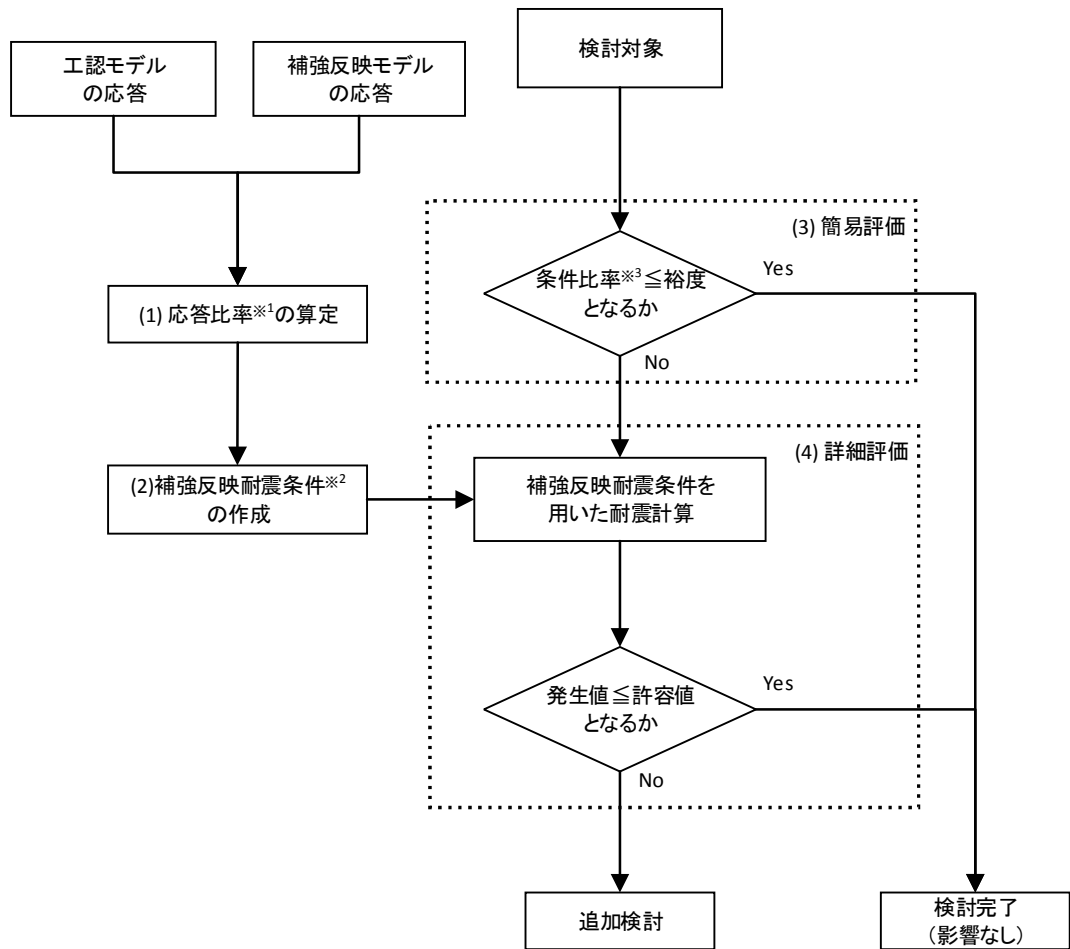 工認モデル
の応答
補強反映モデル
の応答
検討対象
(3) 簡易評価
条件比率※3≦裕度
となるか
Yes
No
(1) 応答比率※1の算定
(2)補強反映耐震条件※2
の作成
(4) 詳細評価
補強反映耐震条件を
用いた耐震計算
発生値≦許容値
となるか
Yes
No
追加検討
検討完了
(影響なし)